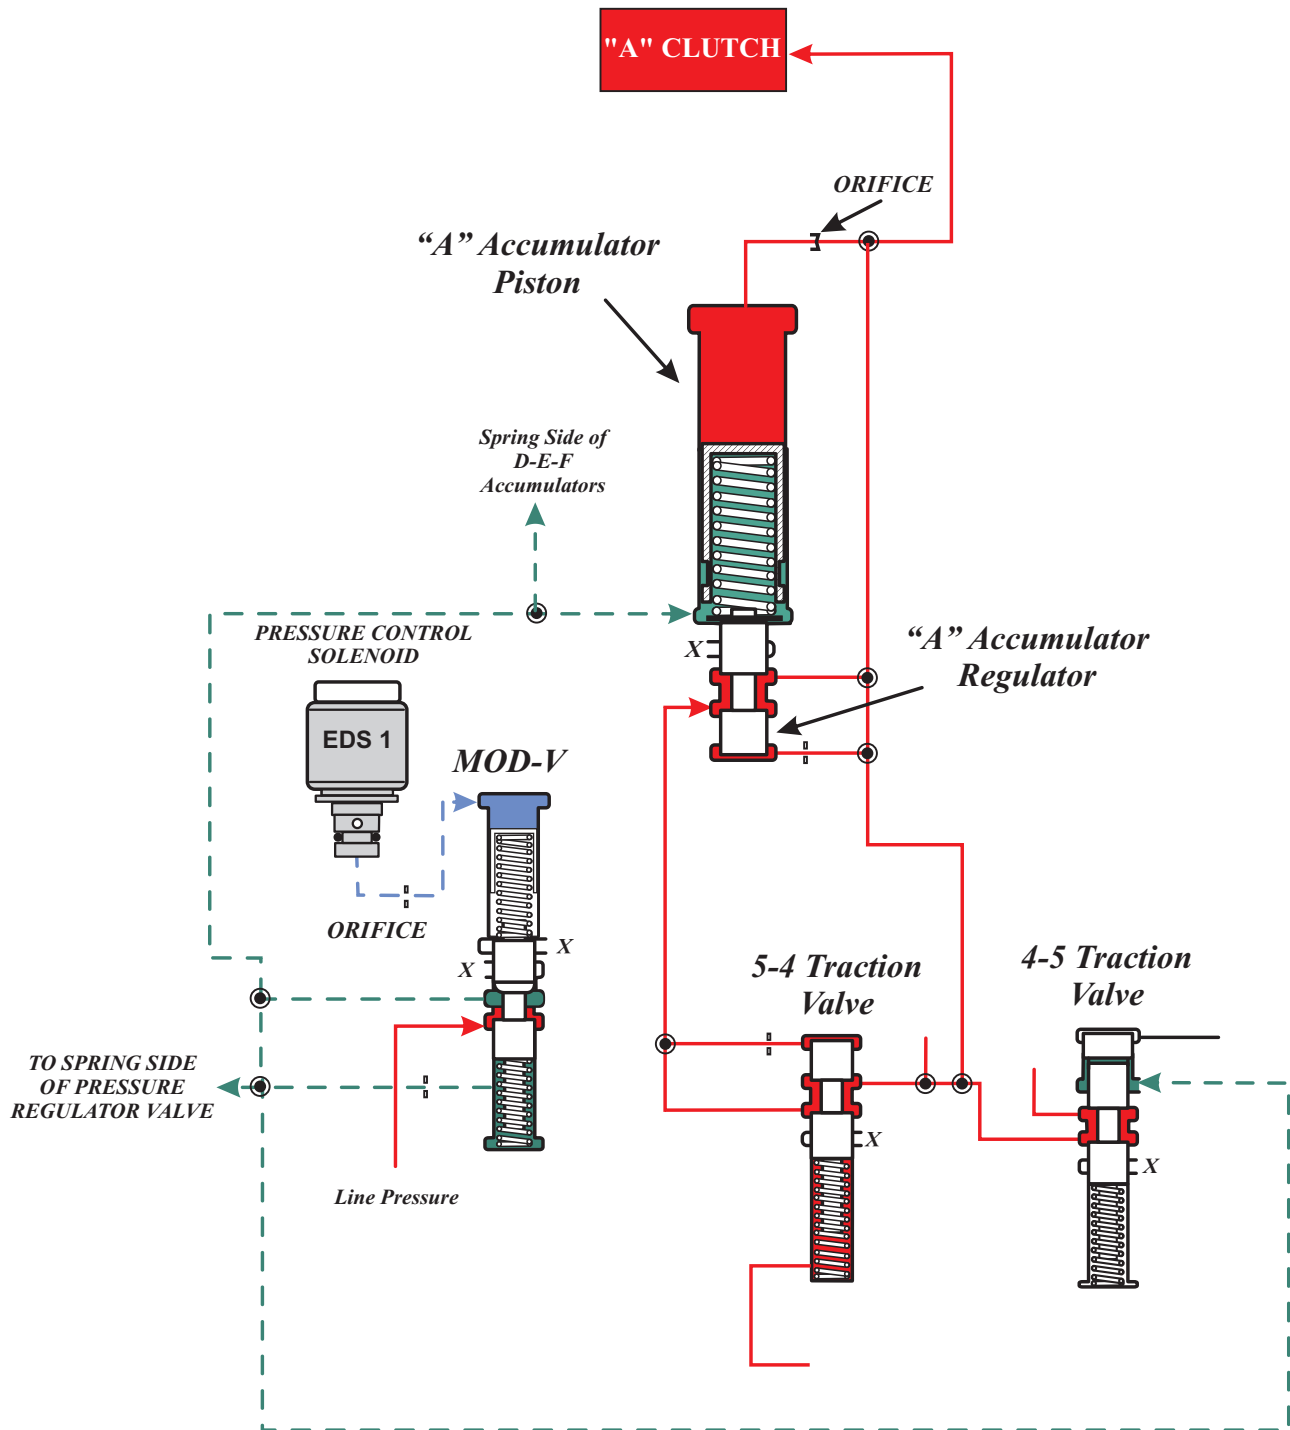 "A" CLUTCH
ORIFICE
“A” Accumulator
Piston
Spring Side of
D-E-F
Accumulators
PRESSURE CONTROL
SOLENOID
X
“A” Accumulator
Regulator
EDS 1
MOD-V
ORIFICE
X
X
5-4 Traction
Valve
4-5 Traction
Valve
TO SPRING SIDE
OF PRESSURE
REGULATOR VALVE
X
X
Line Pressure